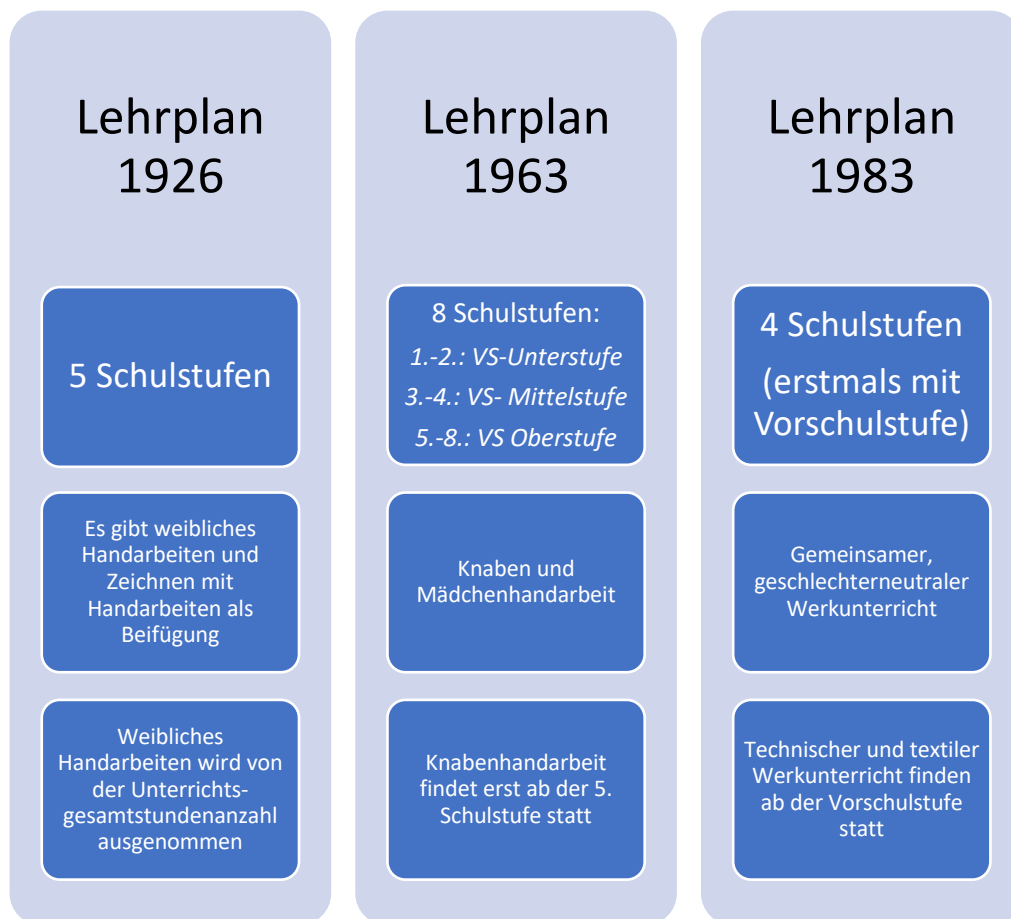 Lehrplan
1926
5 Schulstufen
Es gibt weibliches
Handarbeiten und
Zeichnen mit
Handarbeiten als
Beifügung
Weibliches
Handarbeiten wird von
der Unterrichts-
gesamtstundenanzahl
ausgenommen
Lehrplan
1963
8 Schulstufen:
1.-2.: VS-Unterstufe
3.-4.: VS- Mittelstufe
5.-8.: VS Oberstufe
Knaben und
Mädchenhandarbeit
Knabenhandarbeit
findet erst ab der 5.
Schulstufe statt
Lehrplan
1983
4 Schulstufen
(erstmals mit
Vorschulstufe)
Gemeinsamer,
geschlechterneutraler
Werkunterricht
Technischer und textiler
Werkunterricht finden
ab der Vorschulstufe
statt